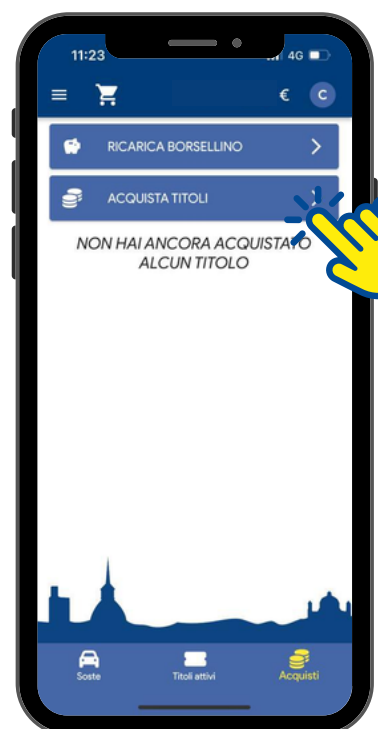 11:23 4G
€ C
RICARICA BORSELLINO
ACQUISTA TITOLI
NON HAI ANCORA ACQUISTATO
ALCUN TITOLO
Soste Titoli attivi Acquisti